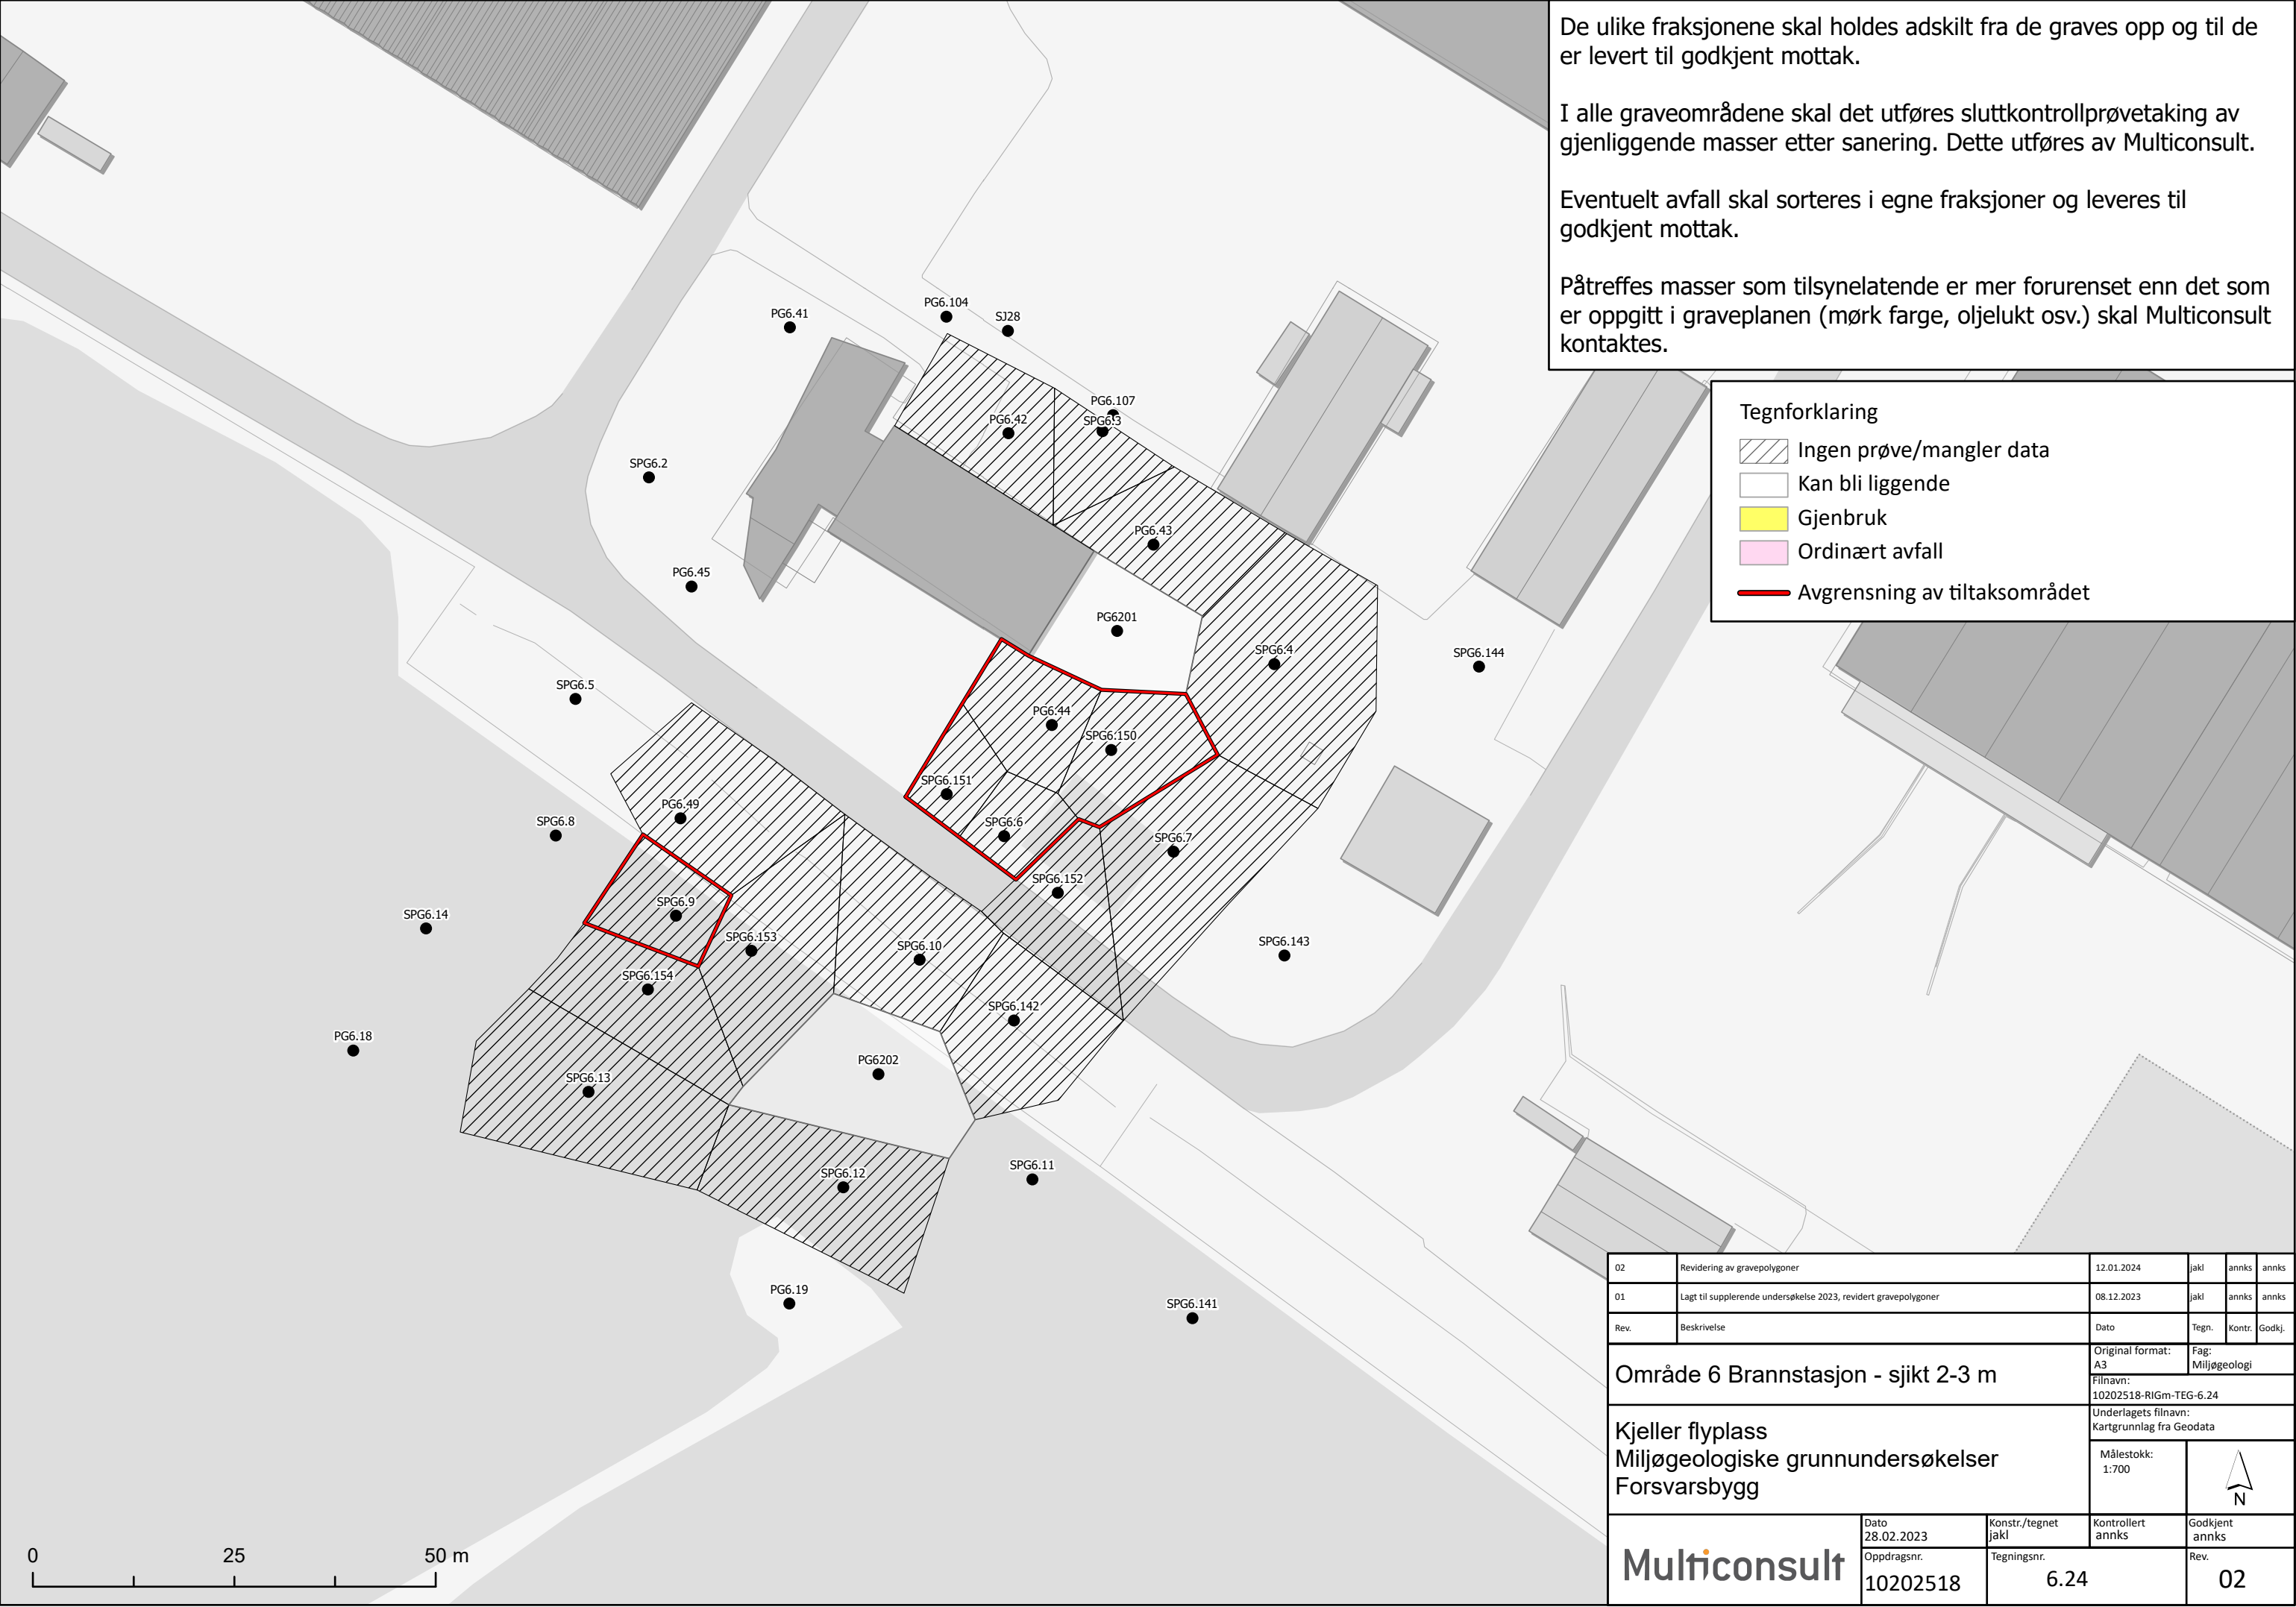 De ulike fraksjonene skal holdes adskilt fra de graves opp og til de
er levert til godkjent mottak.
I alle graveområdene skal det utføres sluttkontrollprøvetaking av
gjenliggende masser etter sanering. Dette utføres av Multiconsult.
Eventuelt avfall skal sorteres i egne fraksjoner og leveres til
godkjent mottak.
Påtreffes masser som tilsynelatende er mer forurenset enn det som
er oppgitt i graveplanen (mørk farge, oljelukt osv.) skal Multiconsult
kontaktes.
Tegnforklaring
Ingen prøve/mangler data
Kan bli liggende
Gjenbruk
Ordinært avfall
Avgrensning av tiltaksområdet
PG6.104
PG6.41
SJ28
PG6.107
PG6.42
SPG6.3
SPG6.2
PG6.43
PG6.45
PG6201
SPG6.4
SPG6.144
SPG6.5
PG6.44
SPG6.150
SPG6.151
PG6.49
SPG6.8
SPG6.6
SPG6.7
SPG6.152
SPG6.9
SPG6.14
SPG6.153
SPG6.10
SPG6.143
SPG6.154
SPG6.142
PG6.18
PG6202
SPG6.13
SPG6.12
SPG6.11
PG6.19
SPG6.141
0 25 50 m
02 Revidering av gravepolygoner 12.01.2024 jakl annks annks
01 Lagt til supplerende undersøkelse 2023, revidert gravepolygoner 08.12.2023 jakl annks annks
Rev. Beskrivelse Dato Tegn. Kontr. Godkj.
Område 6 Brannstasjon - sjikt 2-3 m
Original format:
A3
Fag:
Miljøgeologi
Filnavn:
10202518-RIGm-TEG-6.24
Kjeller flyplass
Miljøgeologiske grunnundersøkelser
Forsvarsbygg
Underlagets filnavn:
Kartgrunnlag fra Geodata
Målestokk:
1:700
N
Multiconsult
Dato
28.02.2023
Konstr./tegnet
jakl
Kontrollert
annks
Godkjent
annks
Oppdragsnr.
10202518
Tegningsnr.
6.24
Rev.
02